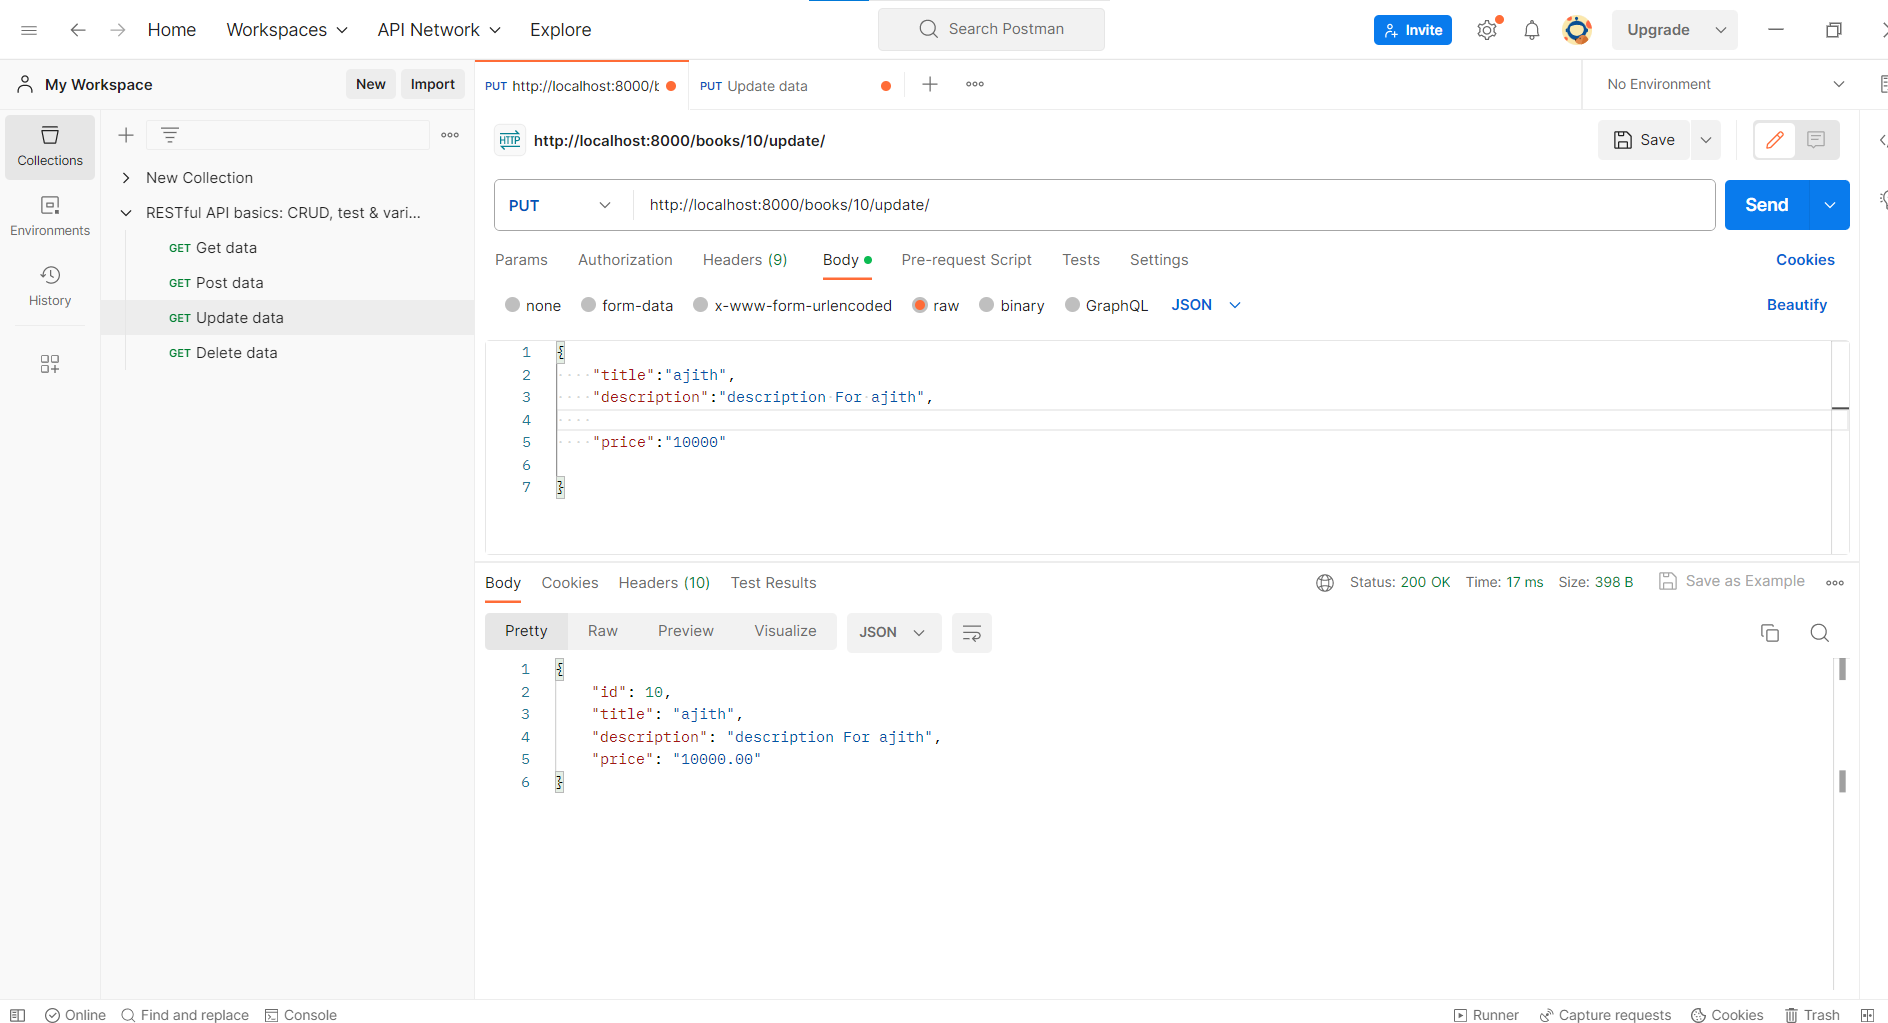 Home Workspaces API Network Explore Search Postman Invite Upgrade
My Workspace New Import PUT http://localhost:8000/b PUT Update data No Environment
Collections
Environments
History
New Collection
RESTful API basics: CRUD, test & vari...
GET Get data
GET Post data
GET Update data
GET Delete data
HTTP http://localhost:8000/books/10/update/ Save
PUT http://localhost:8000/books/10/update/ Send
Params Authorization Headers (9) Body Pre-request Script Tests Settings Cookies
none form-data x-www-form-urlencoded raw binary GraphQL JSON Beautify
1 {
2 "title":"ajith",
3 "description":"description For ajith",
4
5 "price":"10000"
6
7 }
Body Cookies Headers (10) Test Results Status: 200 OK Time: 17 ms Size: 398 B Save as Example
Pretty Raw Preview Visualize JSON
1 {
2 "id": 10,
3 "title": "ajith",
4 "description": "description For ajith",
5 "price": "10000.00"
6 }
Online Find and replace Console Runner Capture requests Cookies Trash